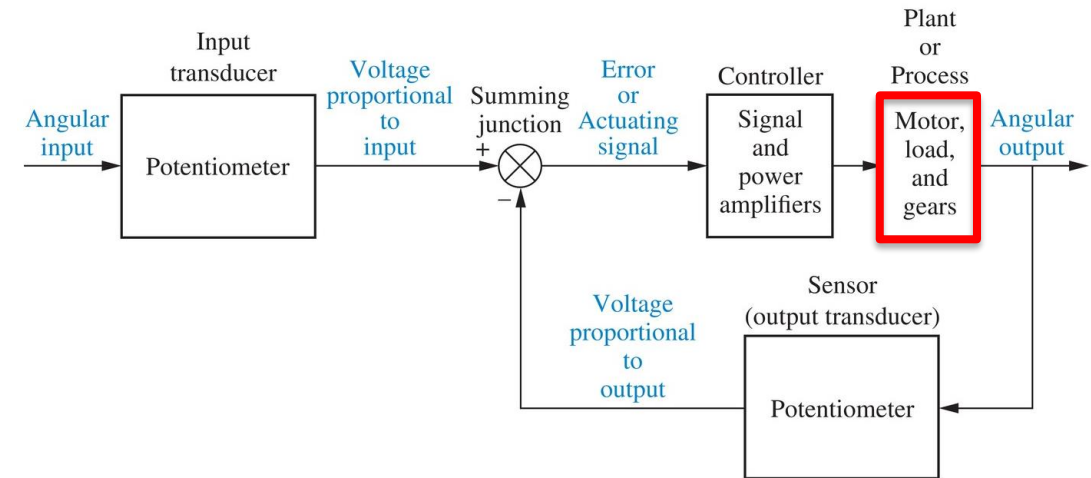 Input
transducer
Angular
input
Potentiometer
Voltage
proportional
to
input
Summing
junction
+
−
Error
or
Actuating
signal
Controller
Signal
and
power
amplifiers
Plant
or
Process
Motor,
load,
and
gears
Angular
output
Sensor
(output transducer)
Potentiometer
Voltage
proportional
to
output